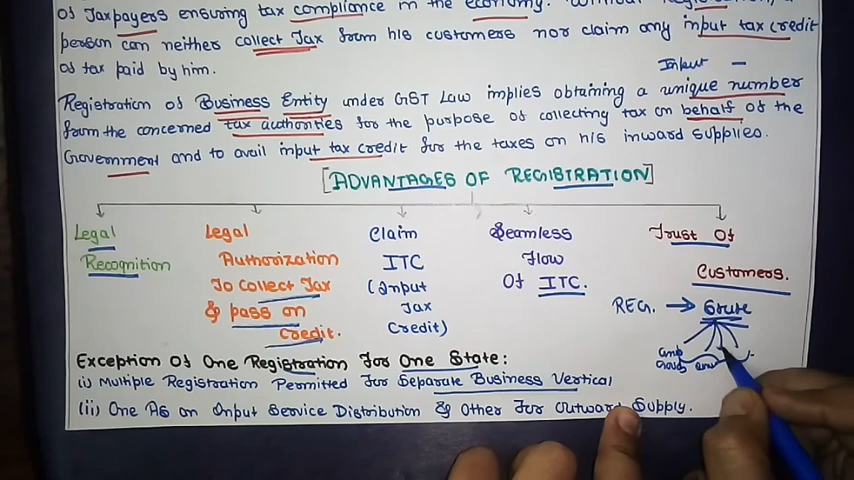 of Taxpayers ensuring tax compliance in the economy. Without Registration, a
person can neither collect Tax from his customers nor claim any input tax credit
of tax paid by him.
Input -
Registration of Business Entity under GST Law implies obtaining a unique number
from the concerned tax authorities for the purpose of collecting tax on behalf of the
Government and to avail input tax credit for the taxes on his inward supplies.
[ADVANTAGES OF REGISTRATION]
Legal
Recognition
Legal
Authorization
To Collect Tax
& pass on
credit.
Claim
ITC
(Input
Tax
Credit)
Seamless
Flow
Of ITC.
Trust Of
Customers.
REG. →
Exception Of One Registration For One State:
(i) Multiple Registration Permitted For Separate Business Vertical
(ii) One As an Input Service Distribution & Other For Outward Supply.